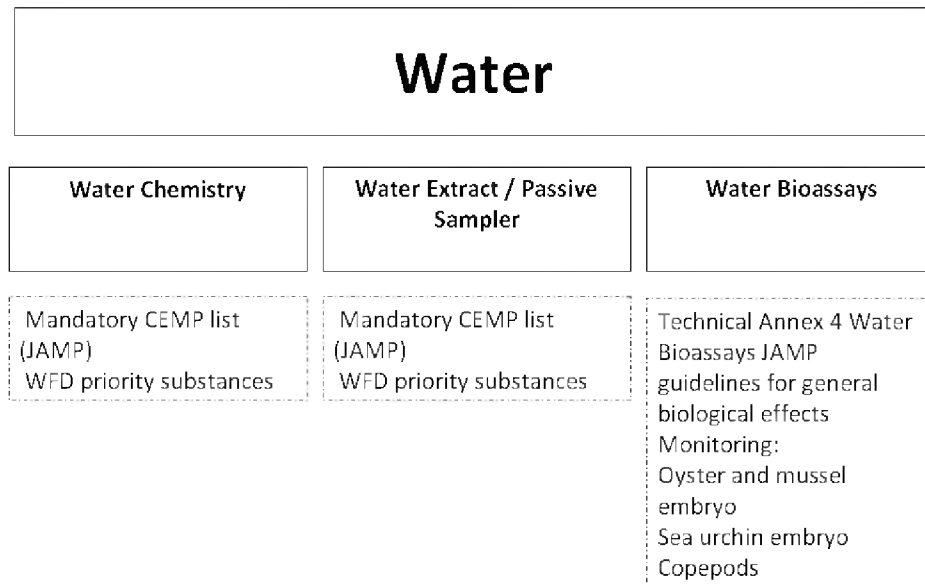 Water
Water Chemistry
Water Extract / Passive
Sampler
Water Bioassays
Mandatory CEMP list
(JAMP)
WFD priority substances
Mandatory CEMP list
(JAMP)
WFD priority substances
Technical Annex 4 Water
Bioassays JAMP
guidelines for general
biological effects
Monitoring:
Oyster and mussel
embryo
Sea urchin embryo
Copepods